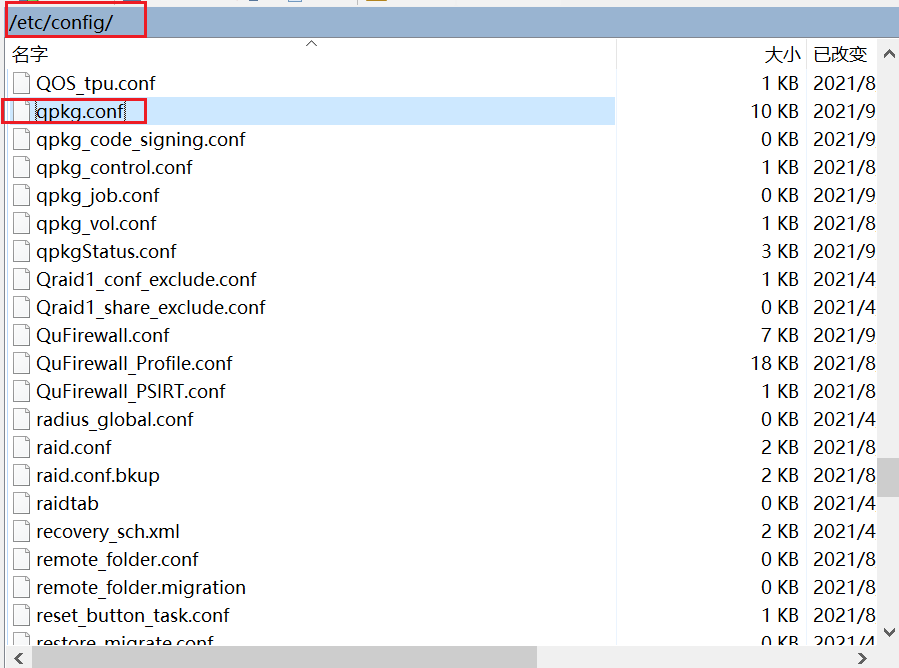 /etc/config/
名字 大小 已改变
QOS_tpu.conf 1 KB 2021/8
qpkg.conf 10 KB 2021/9
qpkg_code_signing.conf 0 KB 2021/9
qpkg_control.conf 1 KB 2021/8
qpkg_job.conf 0 KB 2021/9
qpkg_vol.conf 1 KB 2021/8
qpkgStatus.conf 3 KB 2021/9
Qraid1_conf_exclude.conf 1 KB 2021/4
Qraid1_share_exclude.conf 0 KB 2021/4
QuFirewall.conf 7 KB 2021/9
QuFirewall_Profile.conf 18 KB 2021/8
QuFirewall_PSIRT.conf 1 KB 2021/8
radius_global.conf 0 KB 2021/4
raid.conf 2 KB 2021/8
raid.conf.bkup 2 KB 2021/8
raidtab 0 KB 2021/4
recovery_sch.xml 2 KB 2021/4
remote_folder.conf 0 KB 2021/8
remote_folder.migration 0 KB 2021/8
reset_button_task.conf 1 KB 2021/8
restore_migrate.conf 0 KB 2021/4